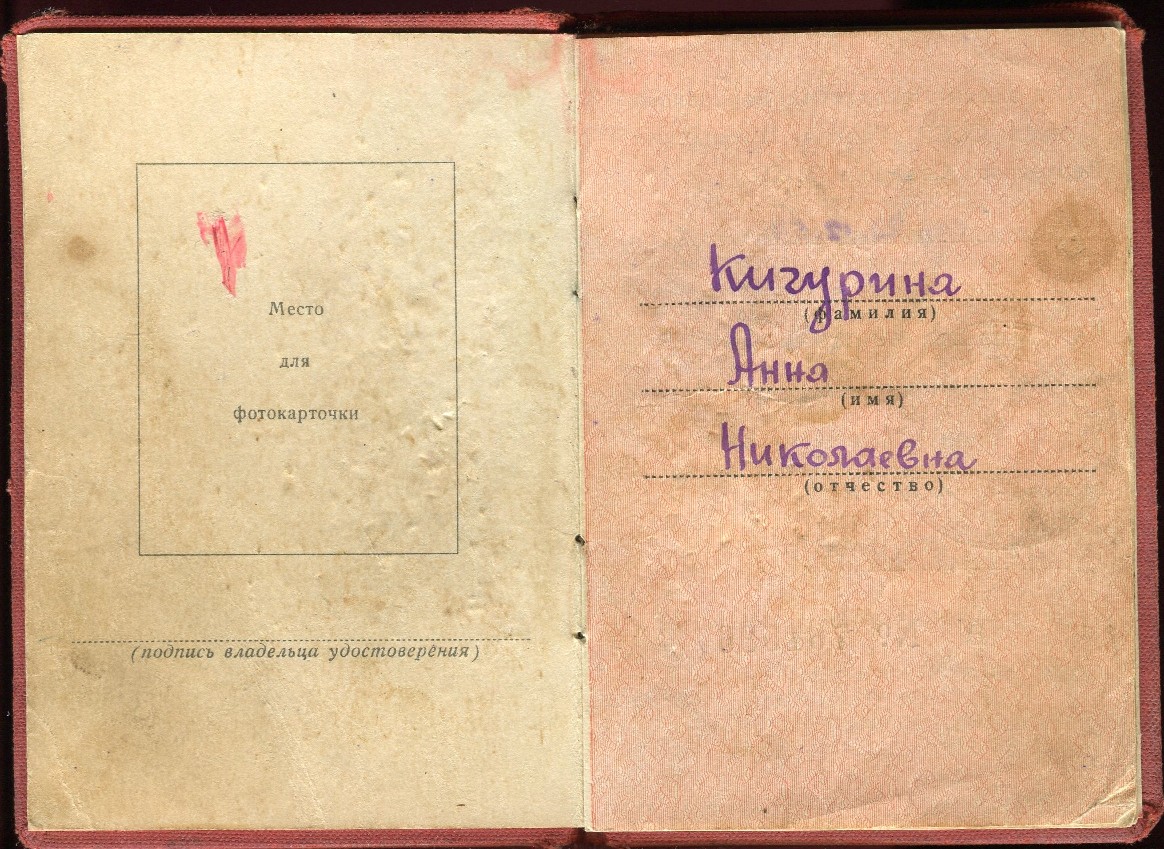 Место
для
фотокарточки
(подпись владельца удостоверения)
Кигурина
(фамилия)
Анна
(имя)
Николаевна
(отчество)